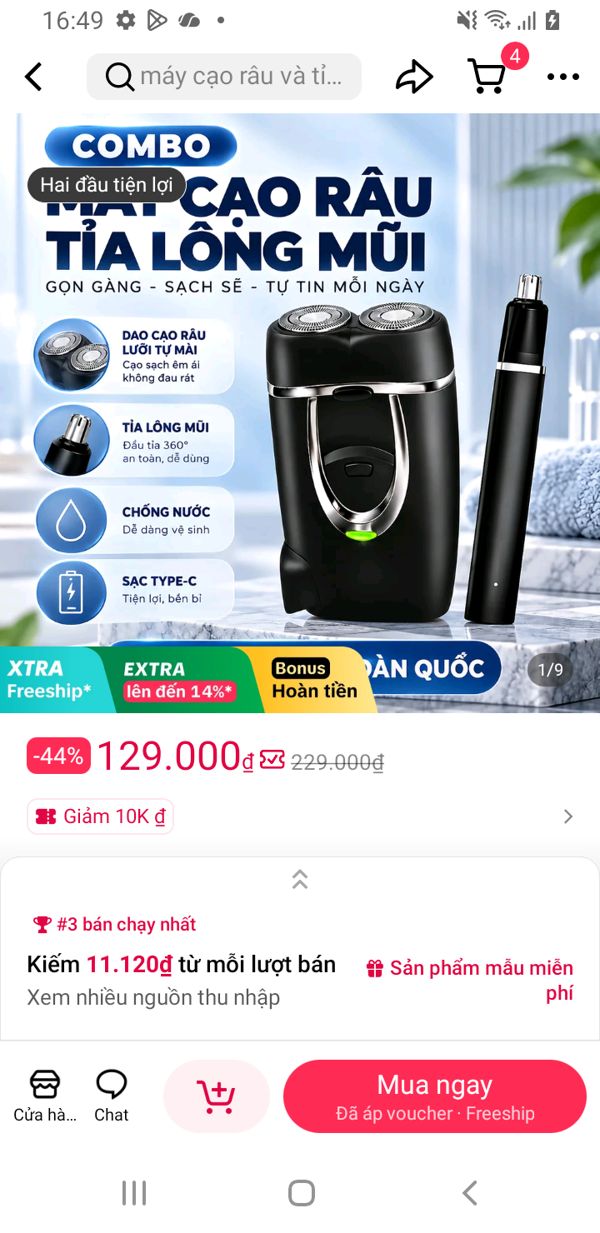 16:49
máy cạo râu và tỉ...
4
COMBO
Hai đầu tiện lợi
MÁY CẠO RÂU
TỈA LÔNG MŨI
GỌN GÀNG - SẠCH SẼ - TỰ TIN MỖI NGÀY
DAO CẠO RÂU
LƯỠI TỰ MÀI
Cạo sạch êm ái
không đau rát
TỈA LÔNG MŨI
Đầu tỉa 360°
an toàn, dễ dùng
CHỐNG NƯỚC
Dễ dàng vệ sinh
SẠC TYPE-C
Tiện lợi, bền bỉ
XTRA
Freeship*
EXTRA
lên đến 14%*
Bonus
Hoàn tiền
OÀN QUỐC
1/9
-44% 129.000₫ 229.000₫
Giảm 10K ₫
#3 bán chạy nhất
Kiếm 11.120₫ từ mỗi lượt bán
Xem nhiều nguồn thu nhập
Sản phẩm mẫu miễn
phí
Cửa hà...
Chat
Mua ngay
Đã áp voucher · Freeship